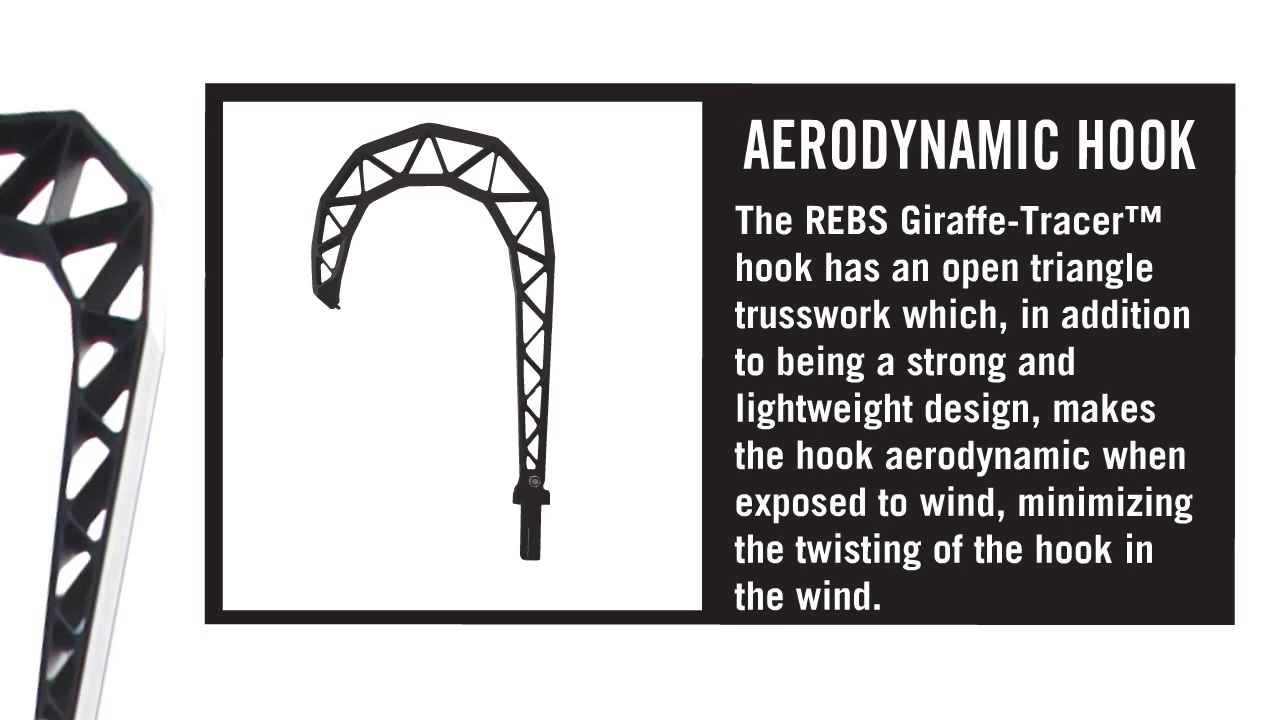 AERODYNAMIC HOOK
The REBS Giraffe-Tracer™
hook has an open triangle
trusswork which, in addition
to being a strong and
lightweight design, makes
the hook aerodynamic when
exposed to wind, minimizing
the twisting of the hook in
the wind.